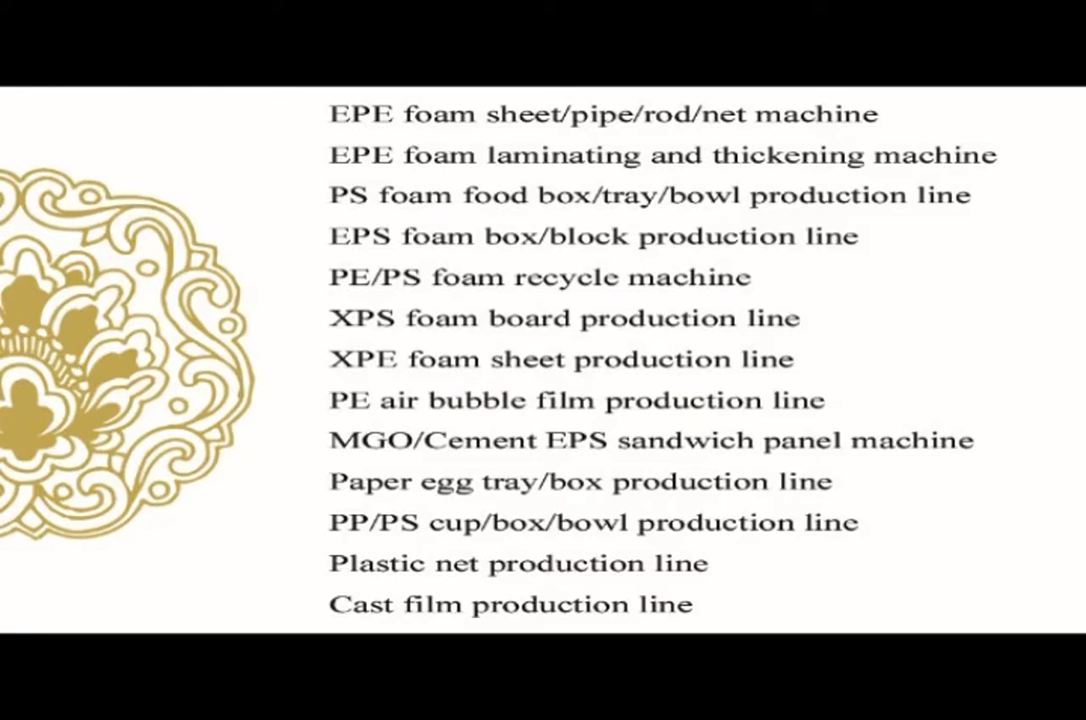 EPE foam sheet/pipe/rod/net machine
EPE foam laminating and thickening machine
PS foam food box/tray/bowl production line
EPS foam box/block production line
PE/PS foam recycle machine
XPS foam board production line
XPE foam sheet production line
PE air bubble film production line
MGO/Cement EPS sandwich panel machine
Paper egg tray/box production line
PP/PS cup/box/bowl production line
Plastic net production line
Cast film production line